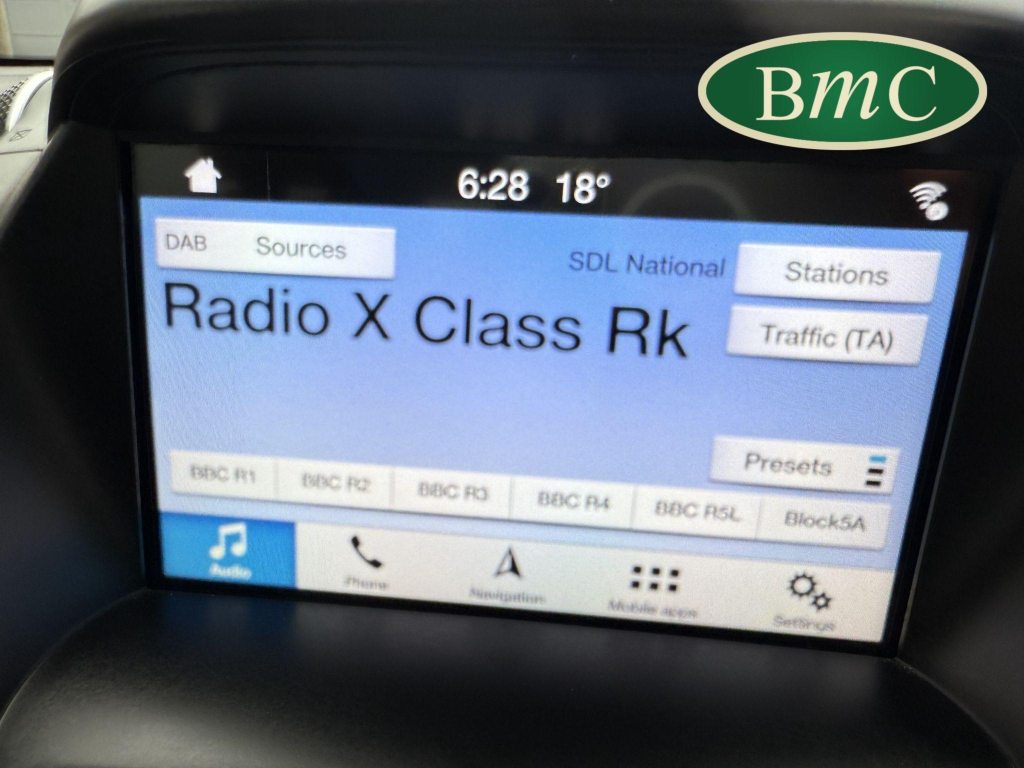 BmC
6:28 18°
DAB Sources
SDL National
Stations
Radio X Class Rk
Traffic (TA)
Presets
BBC R1 BBC R2 BBC R3 BBC R4 BBC R5L Block5A
Audio Phone Navigation Mobile apps Settings